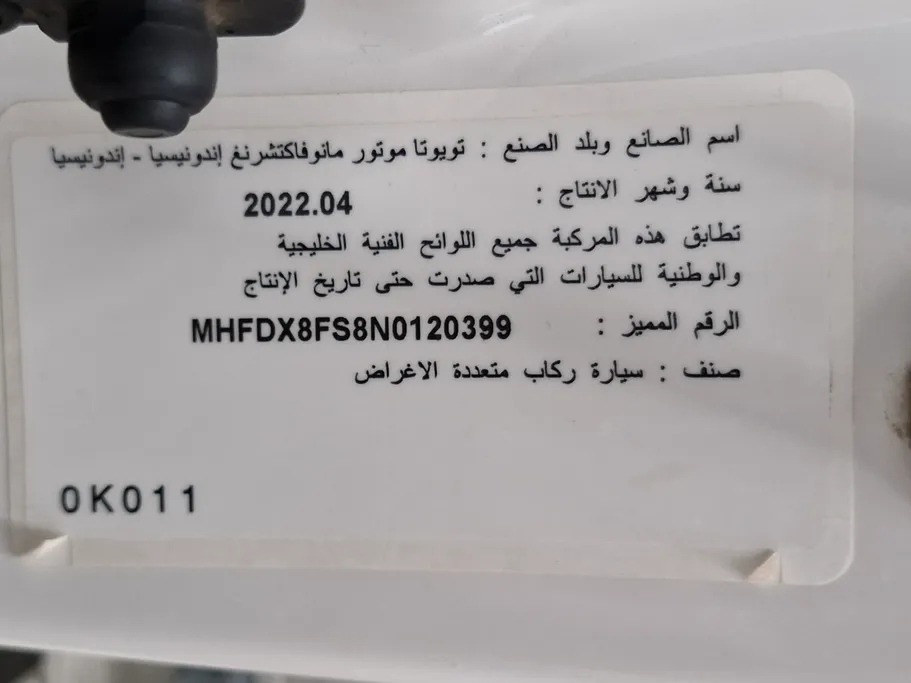 اسم الصانع وبلد الصنع : تويوتا موتور مانوفاكتشرنغ إندونيسيا - إندونيسيا
سنة وشهر الانتاج : 2022.04
تطابق هذه المركبة جميع اللوائح الفنية الخليجية
والوطنية للسيارات التي صدرت حتى تاريخ الإنتاج
الرقم المميز : MHFDX8FS8N0120399
صنف : سيارة ركاب متعددة الاغراض
0K011